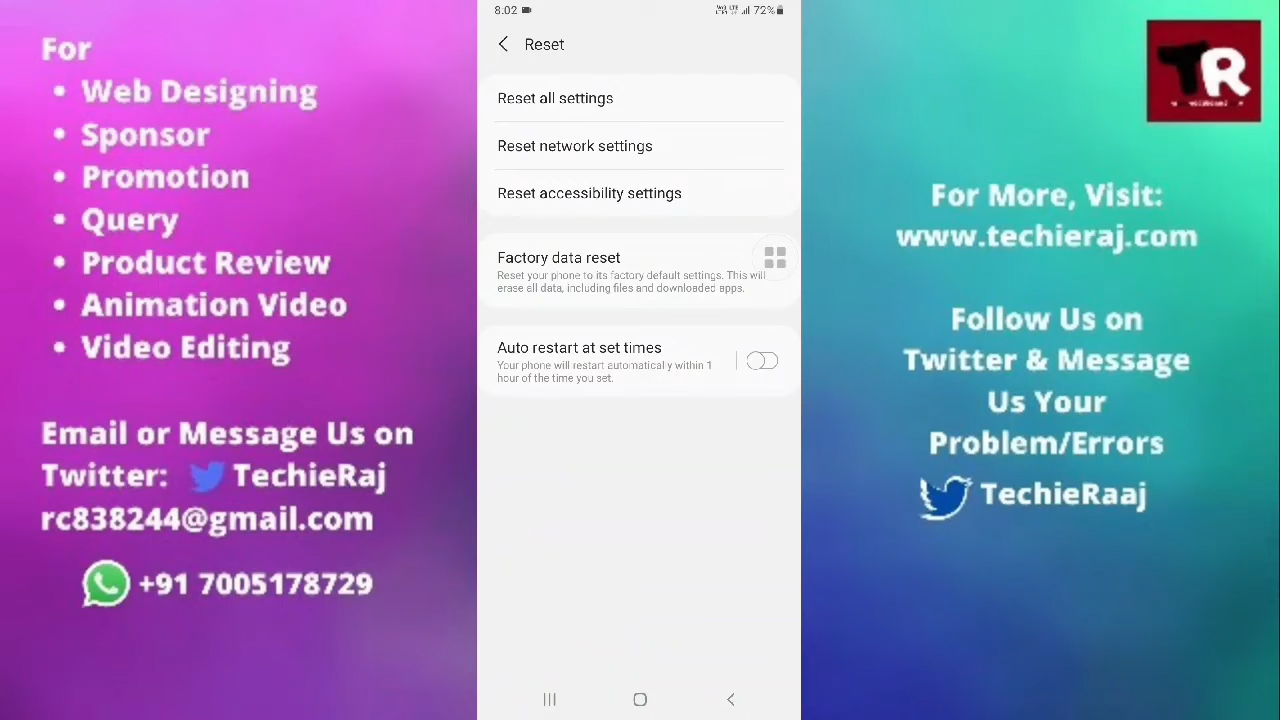 For
• Web Designing
• Sponsor
• Promotion
• Query
• Product Review
• Animation Video
• Video Editing
Email or Message Us on
Twitter: TechieRaj
rc838244@gmail.com
+91 7005178729
8:02
72%
Reset
Reset all settings
Reset network settings
Reset accessibility settings
Factory data reset
Reset your phone to its factory default settings. This will
erase all data, including files and downloaded apps.
Auto restart at set times
Your phone will restart automatically within 1
hour of the time you set.
TR
For More, Visit:
www.techieraj.com
Follow Us on
Twitter & Message
Us Your
Problem/Errors
TechieRaaj